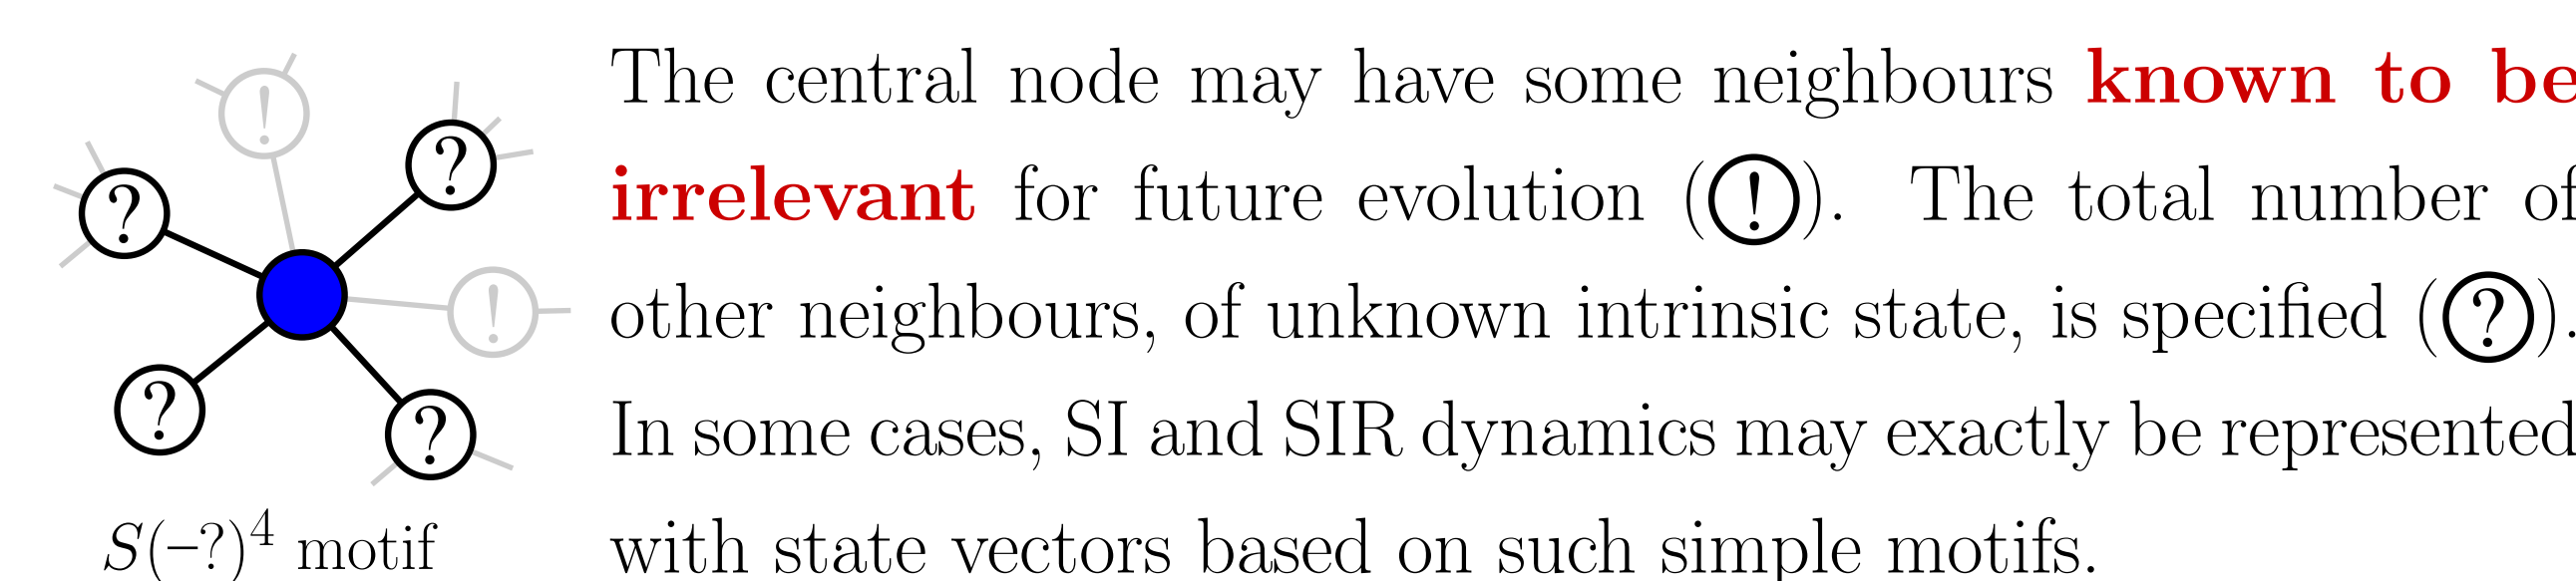 The central node may have some neighbours known to be
irrelevant for future evolution (!). The total number of
other neighbours, of unknown intrinsic state, is specified (?).
In some cases, SI and SIR dynamics may exactly be represented
with state vectors based on such simple motifs.
!
?
?
!
?
?
S(–?)⁴ motif